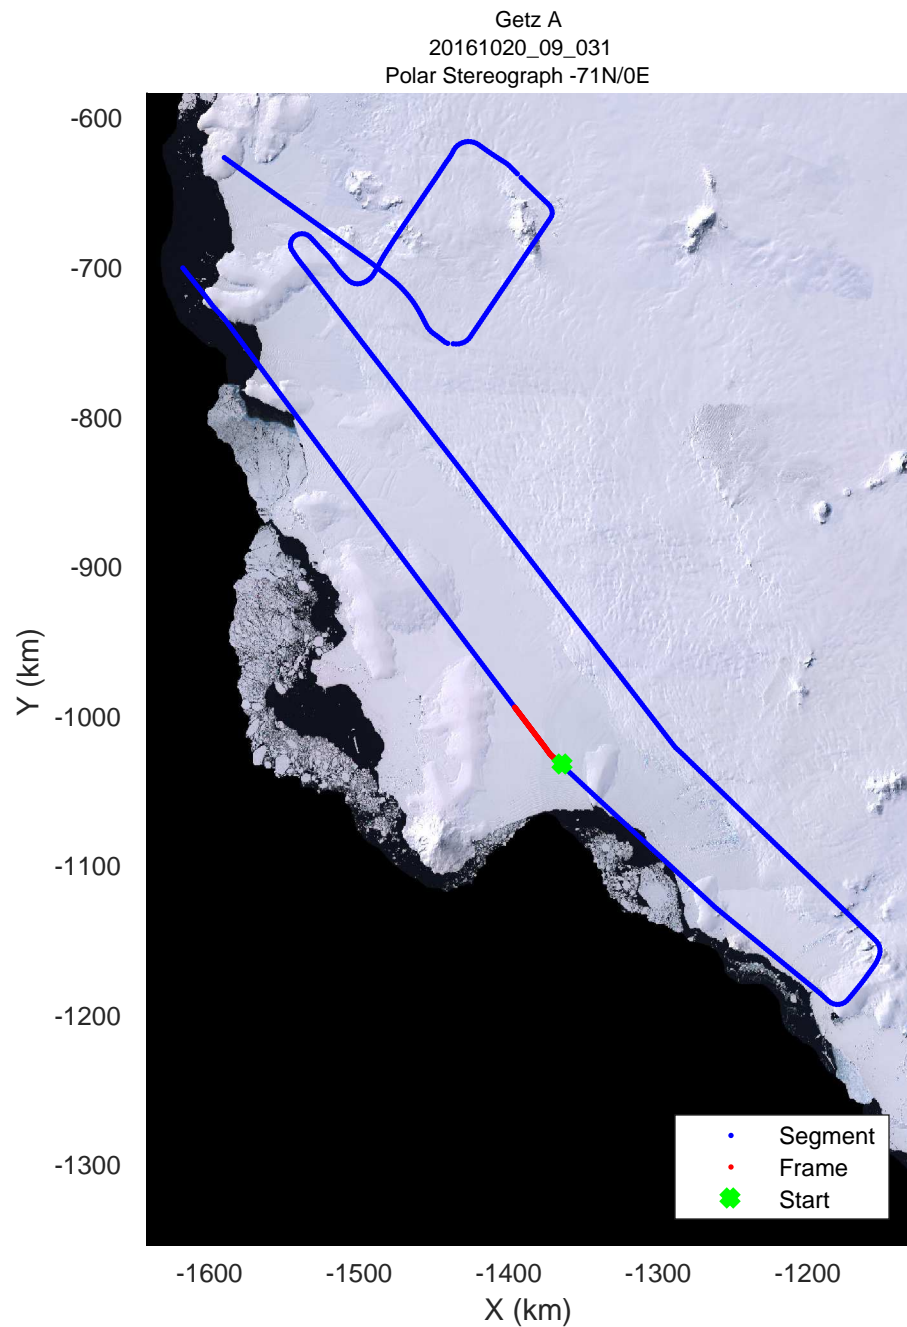 Getz A
20161020_09_031
Polar Stereograph -71N/0E
-600
-700
-800
-900
-1000
-1100
-1200
-1300
Y (km)
-1600
-1500
-1400
-1300
-1200
X (km)
Segment
Frame
Start